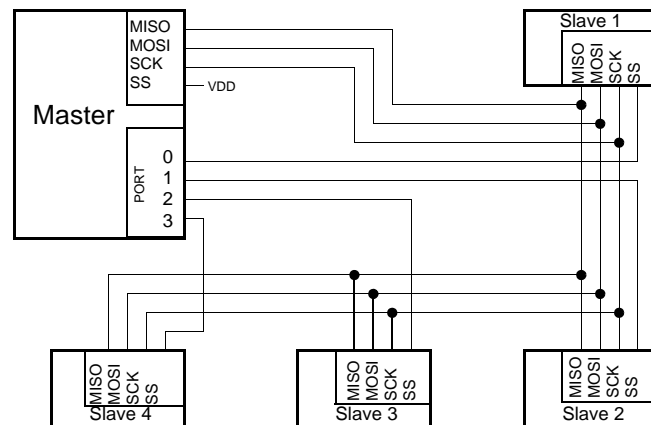 MISO
MOSI
SCK
SS
VDD
Master
PORT
0
1
2
3
Slave 1
MISO
MOSI
SCK
SS
MISO
MOSI
SCK
SS
Slave 4
MISO
MOSI
SCK
SS
Slave 3
MISO
MOSI
SCK
SS
Slave 2